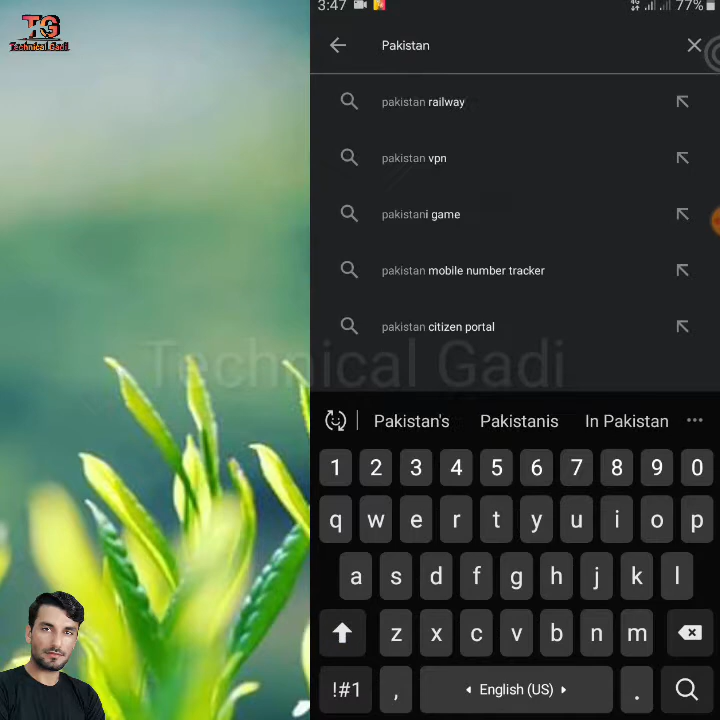 TG
Technical Gadi
3:47
77%
Pakistan
pakistan railway
pakistan vpn
pakistani game
pakistan mobile number tracker
pakistan citizen portal
Technical Gadi
Pakistan's Pakistanis In Pakistan
1 2 3 4 5 6 7 8 9 0
q w e r t y u i o p
a s d f g h j k l
z x c v b n m
!#1 , English (US) .